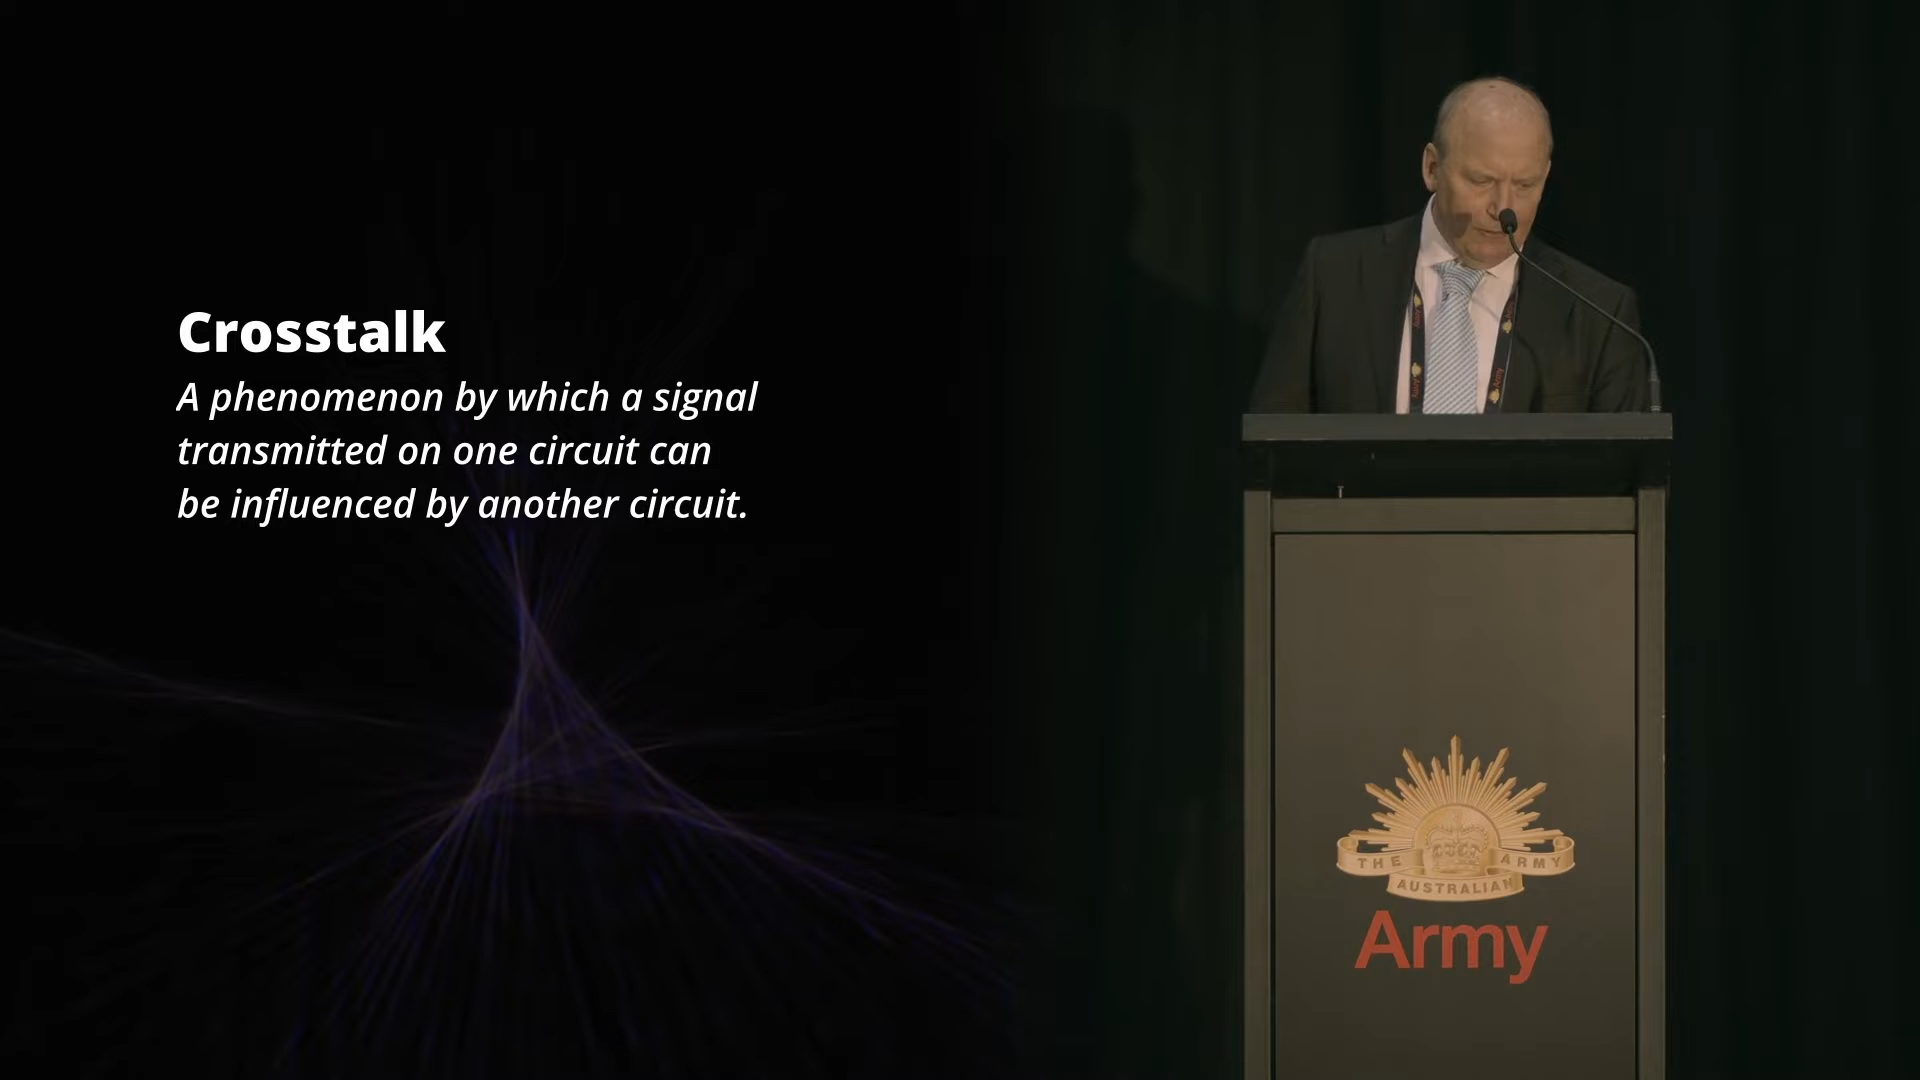 Crosstalk
A phenomenon by which a signal
transmitted on one circuit can
be influenced by another circuit.
THE ARMY
AUSTRALIAN
Army